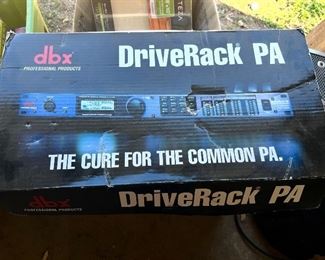 dbx
PROFESSIONAL PRODUCTS
DriveRack PA
THE CURE FOR THE COMMON PA.
dbx
PROFESSIONAL PRODUCTS
DriveRack PA